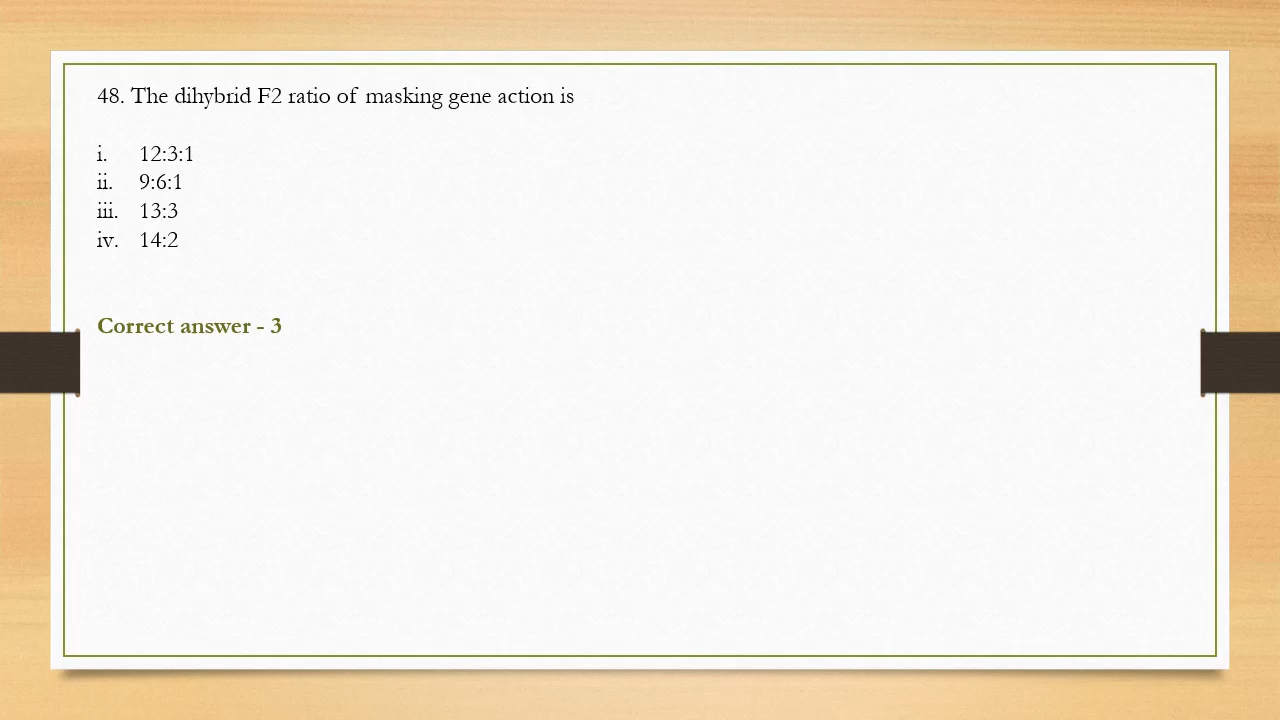 48. The dihybrid F2 ratio of masking gene action is
i. 12:3:1
ii. 9:6:1
iii. 13:3
iv. 14:2
Correct answer - 3